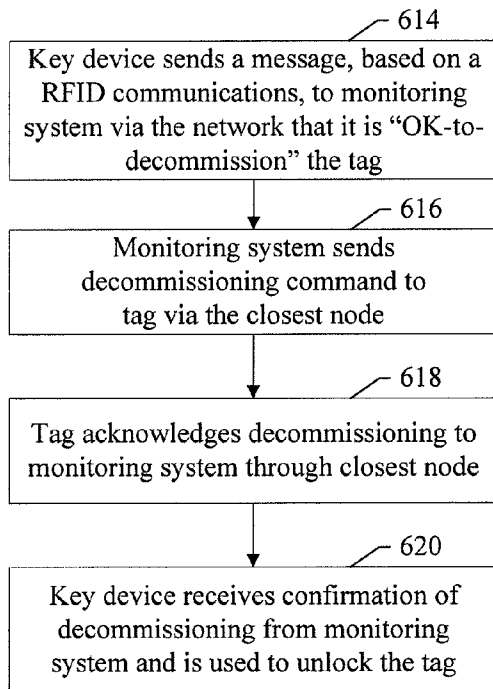 614
Key device sends a message, based on a
RFID communications, to monitoring
system via the network that it is “OK-to-
decommission” the tag
616
Monitoring system sends
decommissioning command to
tag via the closest node
618
Tag acknowledges decommissioning to
monitoring system through closest node
620
Key device receives confirmation of
decommissioning from monitoring
system and is used to unlock the tag